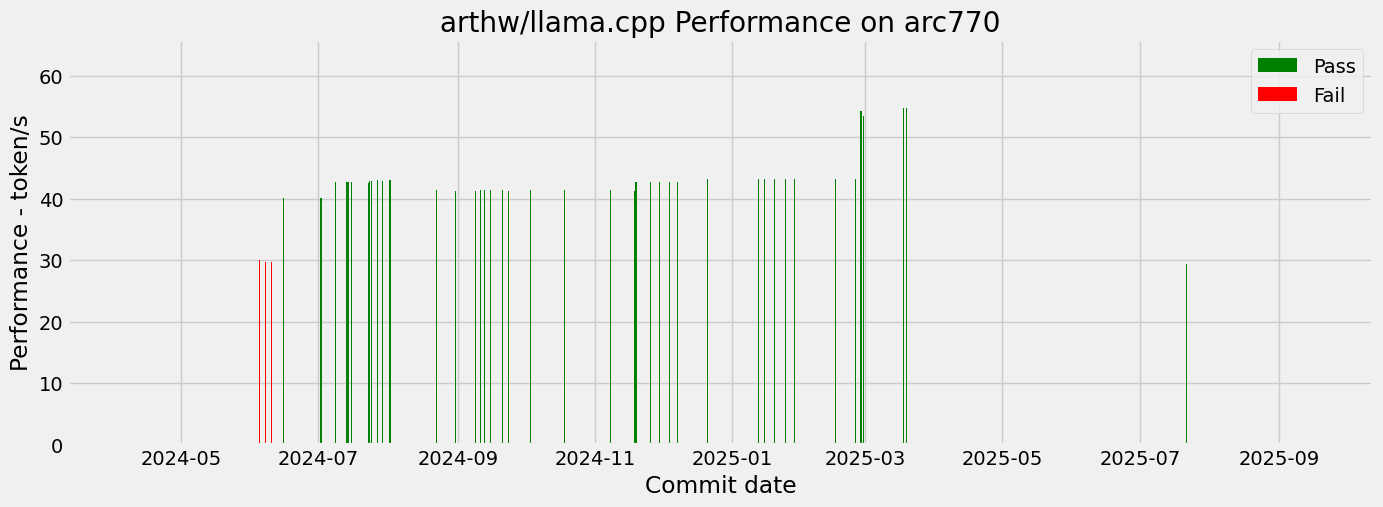 arthw/llama.cpp Performance on arc770
Performance - token/s
60
50
40
30
20
10
0
Pass
Fail
2024-05 2024-07 2024-09 2024-11 2025-01 2025-03 2025-05 2025-07 2025-09
Commit date